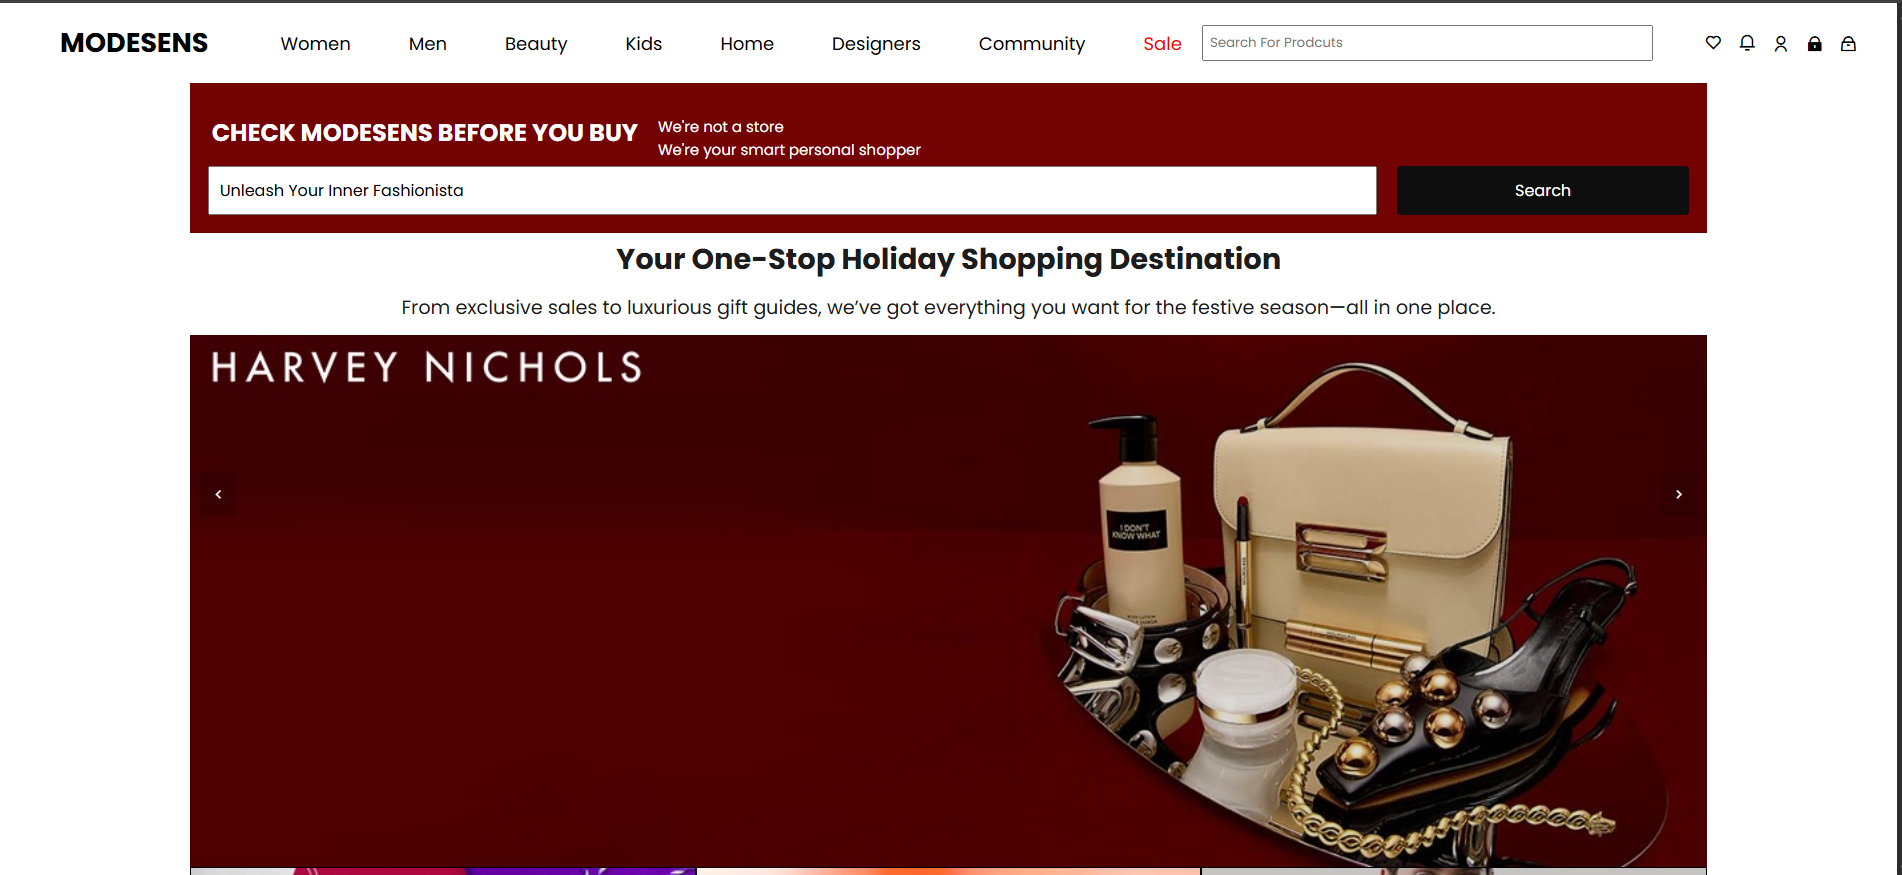 MODESENS Women Men Beauty Kids Home Designers Community Sale Search For Prodcuts
CHECK MODESENS BEFORE YOU BUY
We're not a store
We're your smart personal shopper
Unleash Your Inner Fashionista Search
Your One-Stop Holiday Shopping Destination
From exclusive sales to luxurious gift guides, we’ve got everything you want for the festive season—all in one place.
HARVEY NICHOLS
I DON'T
KNOW WHAT